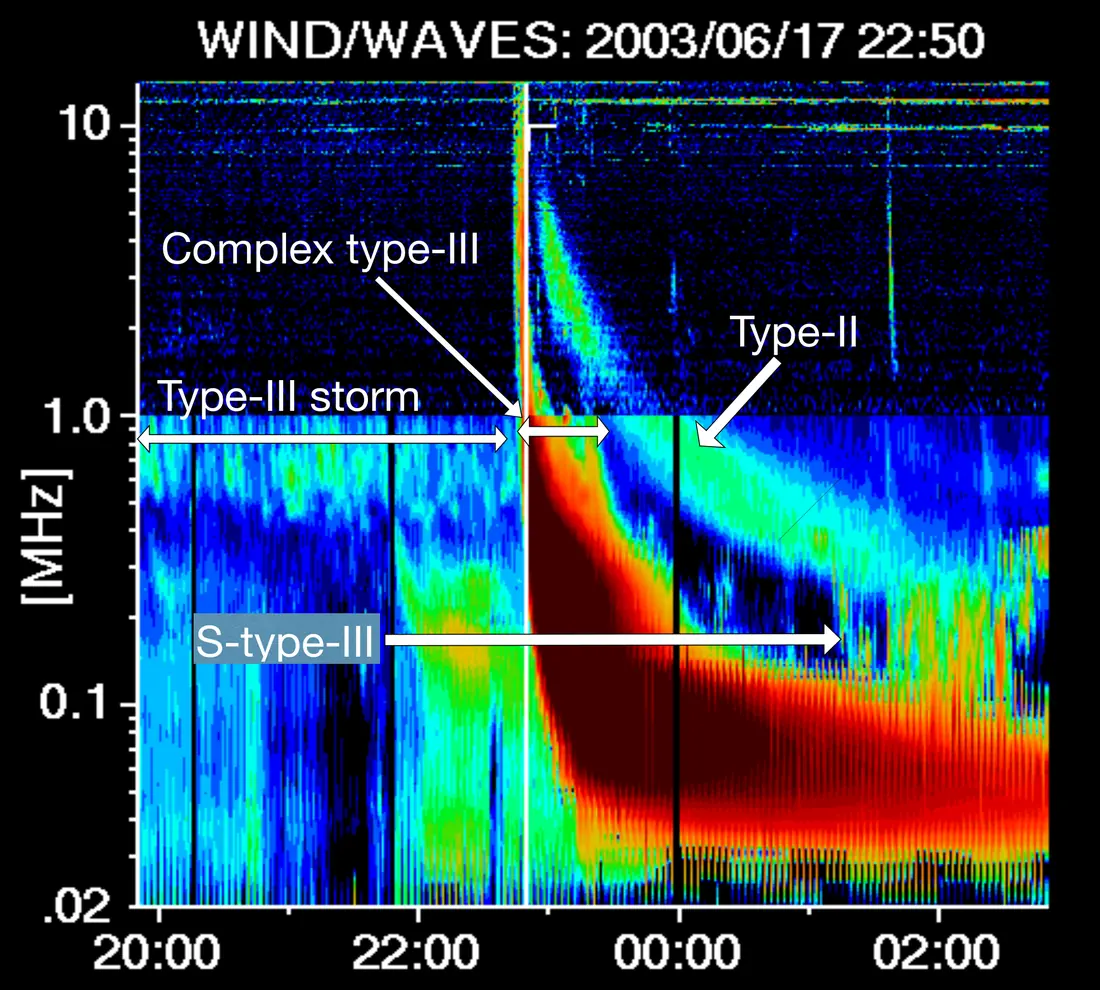 WIND/WAVES: 2003/06/17 22:50
10
Complex type-III
Type-II
Type-III storm
1.0
[MHz]
S-type-III
0.1
.02
20:00 22:00 00:00 02:00